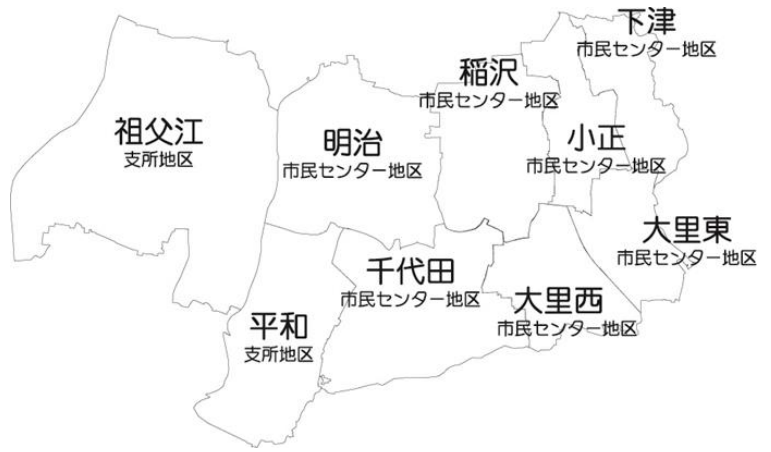 下津
市民センター地区
稲沢
市民センター地区
祖父江
支所地区
明治
市民センター地区
小正
市民センター地区
大里東
市民センター地区
千代田
市民センター地区
大里西
市民センター地区
平和
支所地区